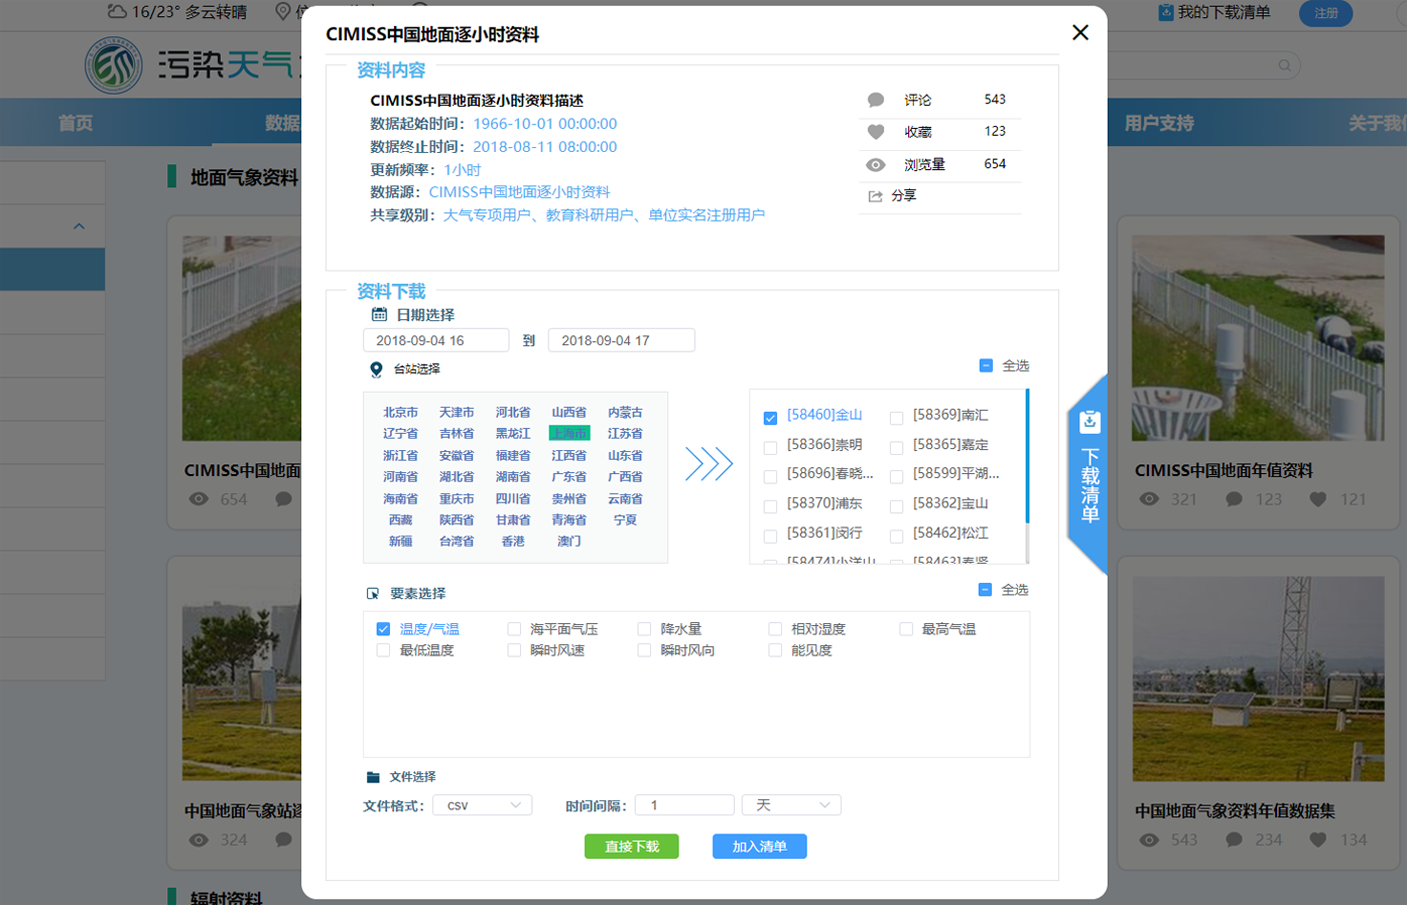 16/23° 多云转晴
我的下载清单
注册
污染天气
首页
数据
用户支持
关于我们
地面气象资料
CIMISS中国地面逐小时资料
资料内容
CIMISS中国地面逐小时资料描述
数据起始时间：1966-10-01 00:00:00
数据终止时间：2018-08-11 08:00:00
更新频率：1小时
数据源：CIMISS中国地面逐小时资料
共享级别：大气专项用户、教育科研用户、单位实名注册用户
评论 543
收藏 123
浏览量 654
分享
资料下载
日期选择
2018-09-04 16 到 2018-09-04 17
台站选择
全选
北京市 天津市 河北省 山西省 内蒙古
辽宁省 吉林省 黑龙江 上海市 江苏省
浙江省 安徽省 福建省 江西省 山东省
河南省 湖北省 湖南省 广东省 广西省
海南省 重庆市 四川省 贵州省 云南省
西藏 陕西省 甘肃省 青海省 宁夏
新疆 台湾省 香港 澳门
[58460]金山 [58369]南汇
[58366]崇明 [58365]嘉定
[58696]春晓... [58599]平湖...
[58370]浦东 [58362]宝山
[58361]闵行 [58462]松江
[58474]小洋山 [58463]奉贤
下载清单
要素选择
全选
温度/气温 海平面气压 降水量 相对湿度 最高气温
最低温度 瞬时风速 瞬时风向 能见度
文件选择
文件格式： csv 时间间隔： 1 天
直接下载 加入清单
CIMISS中国地面
654
CIMISS中国地面年值资料
321 123 121
中国地面气象站逐
324
中国地面气象资料年值数据集
543 234 134
辐射资料